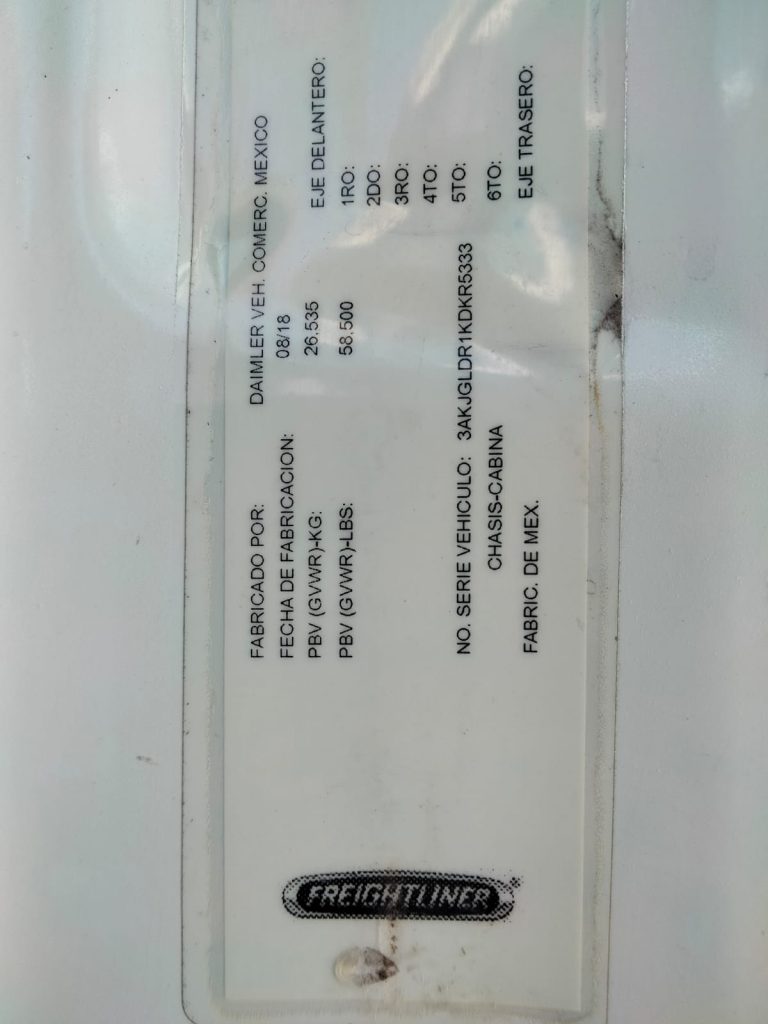 FREIGHTLINER
FABRICADO POR: DAIMLER VEH. COMERC. MEXICO
FECHA DE FABRICACION: 08/18
PBV (GVWR)-KG: 26.535 EJE DELANTERO:
PBV (GVWR)-LBS: 58.500 1RO:
2DO:
3RO:
4TO:
NO. SERIE VEHICULO: 3AKJGLDR1KDKR5333 5TO:
CHASIS-CABINA 6TO:
FABRIC. DE MEX. EJE TRASERO: